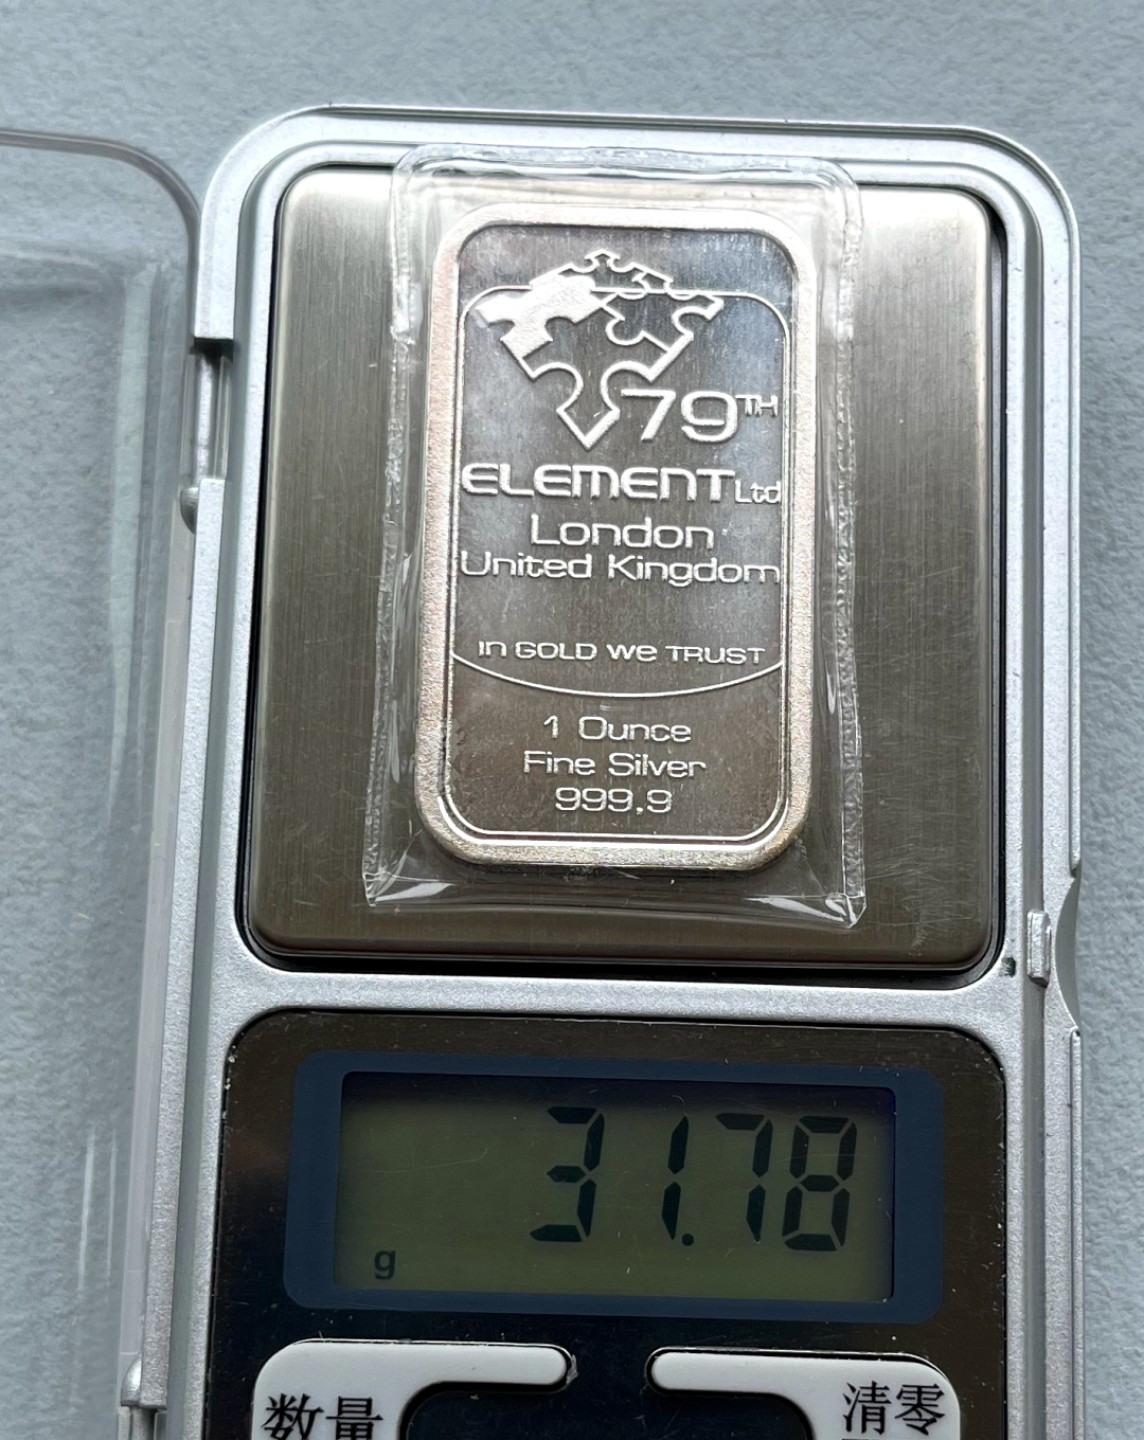 79TH
ELEMENT Ltd
London
United Kingdom
IN GOLD WE TRUST
1 Ounce
Fine Silver
999.9
31.78
g
数量
清零